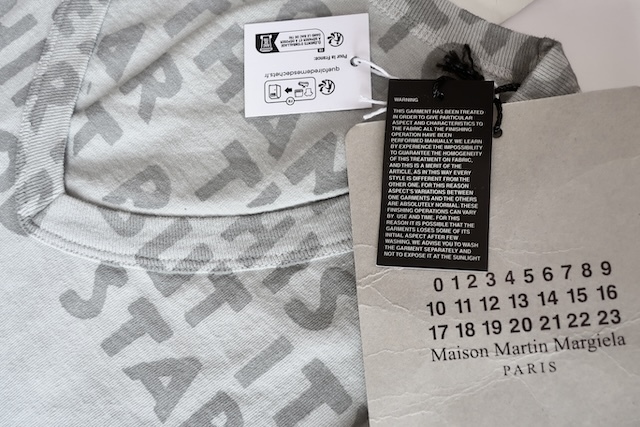 Pour la France:
quefairedemesdechets.fr
FR
WARNING
THIS GARMENT HAS BEEN TREATED
IN ORDER TO GIVE PARTICULAR
ASPECT AND CHARACTERISTICS TO
THE FABRIC ALL THE FINISHING
OPERATION HAVE BEEN
PERFORMED MANUALLY. WE LEARN
BY EXPERIENCE THE IMPOSSIBILITY
TO GUARANTEE THE HOMOGENEITY
OF THIS TREATMENT ON FABRIC,
AND THIS IS A MERIT OF THE
ARTICLE, AS IN THIS WAY EVERY
STYLE IS DIFFERENT FROM THE
OTHER ONE. FOR THIS REASON
ASPECT'S VARIATIONS BETWEEN
ONE GARMENTS AND THE OTHERS
ARE ABSOLUTELY NORMAL. THESE
FINISHING OPERATIONS CAN VARY
BY USE AND TIME. FOR THIS
REASON IT IS POSSIBLE THAT THE
GARMENTS LOSES SOME OF ITS
INITIAL ASPECT AFTER FEW
WASHING. WE ADVISE YOU TO WASH
THE GARMENT SEPARATELY AND
NOT TO EXPOSE IT AT THE SUNLIGHT
0 1 2 3 4 5 6 7 8 9
10 11 12 13 14 15 16
17 18 19 20 21 22 23
Maison Martin Margiela
PARIS